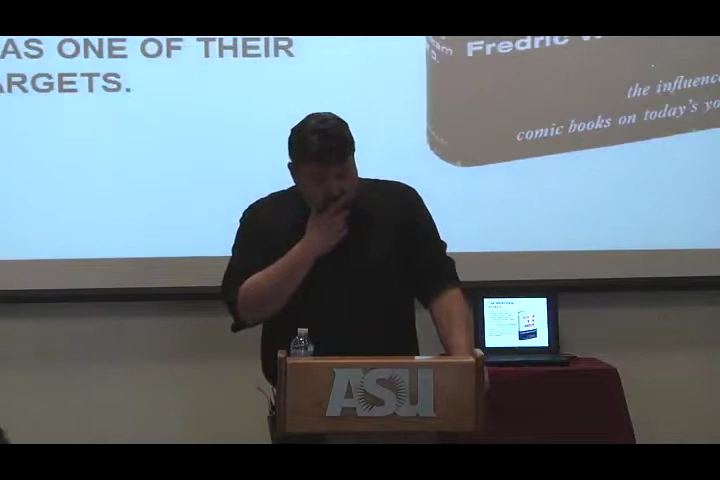 AS ONE OF THEIR
ARGETS.
Fredric W
the influence
comic books on today's yo
ASU